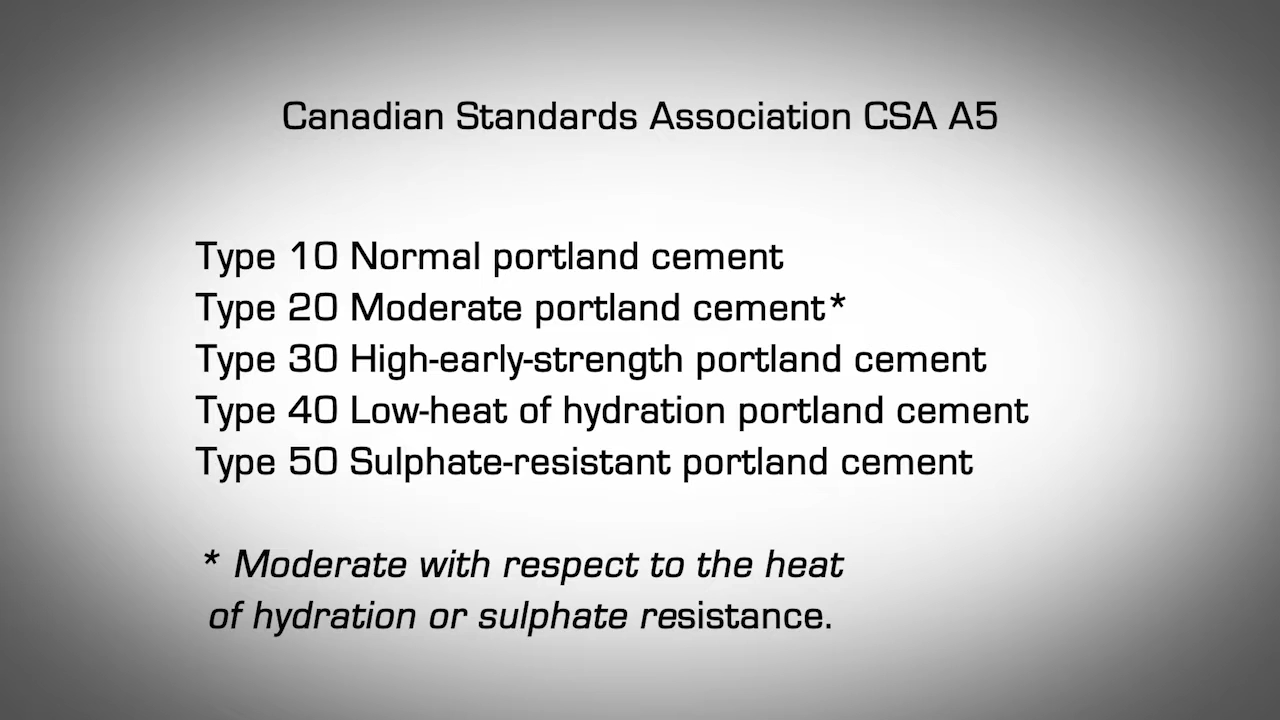 Canadian Standards Association CSA A5
Type 10 Normal portland cement
Type 20 Moderate portland cement*
Type 30 High-early-strength portland cement
Type 40 Low-heat of hydration portland cement
Type 50 Sulphate-resistant portland cement
* Moderate with respect to the heat
of hydration or sulphate resistance.